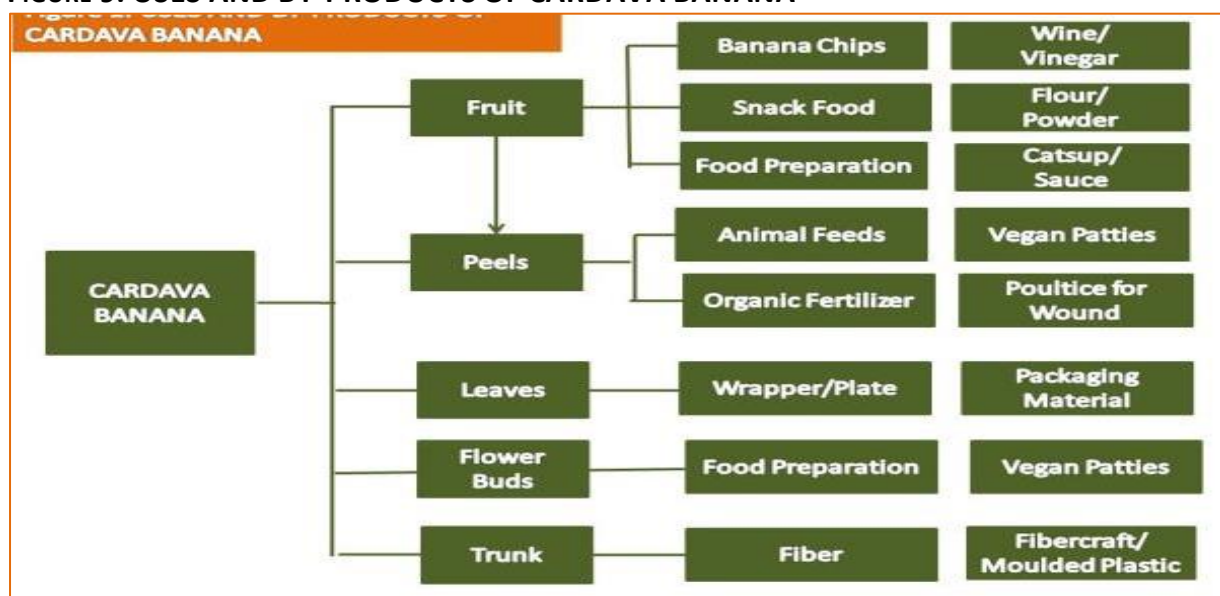 CARDAVA BANANA
Banana Chips
Wine/
Vinegar
Fruit
Snack Food
Flour/
Powder
Food Preparation
Catsup/
Sauce
Peels
Animal Feeds
Vegan Patties
Organic Fertilizer
Poultice for
Wound
CARDAVA
BANANA
Leaves
Wrapper/Plate
Packaging
Material
Flower
Buds
Food Preparation
Vegan Patties
Trunk
Fiber
Fibercraft/
Moulded Plastic